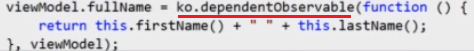 viewModel.fullName = ko.dependentObservable(function () {
return this.firstName() + " " + this.lastName();
}, viewModel);